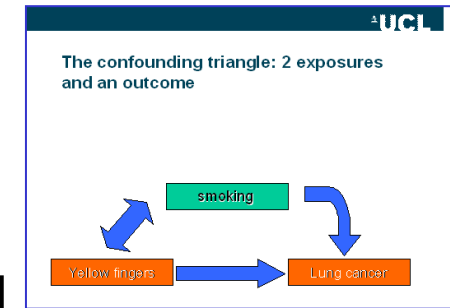 UCL
The confounding triangle: 2 exposures
and an outcome
smoking
Yellow fingers
Lung cancer